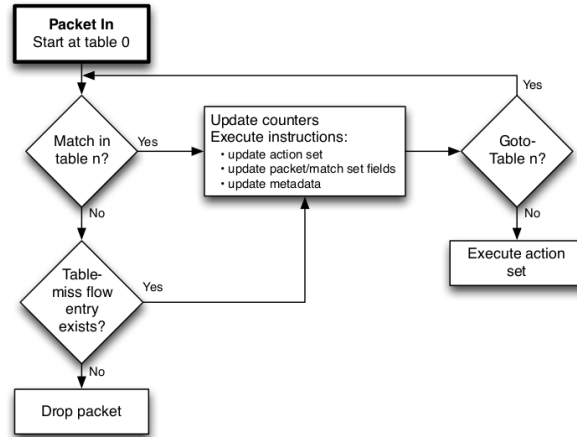 Packet In
Start at table 0
Yes
Match in
table n?
Yes
Update counters
Execute instructions:
• update action set
• update packet/match set fields
• update metadata
Goto-
Table n?
No
No
Execute action
set
Table-
miss flow
entry
exists?
Yes
No
Drop packet